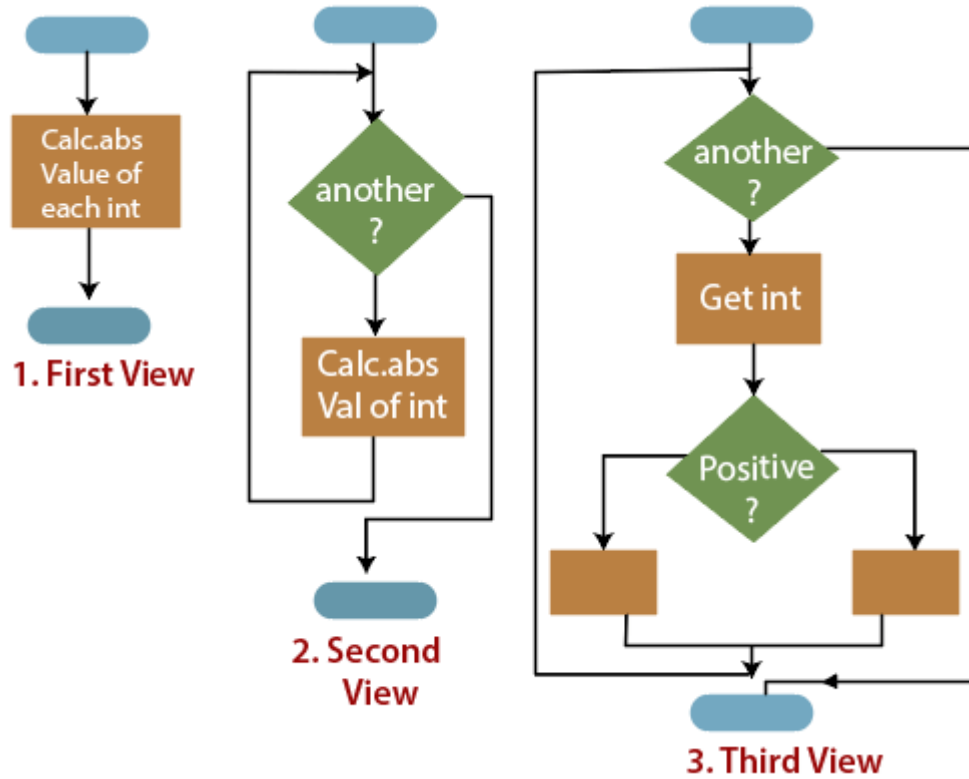 Calc.abs
Value of
each int
1. First View
another
?
Calc.abs
Val of int
2. Second
View
another
?
Get int
Positive
?
3. Third View